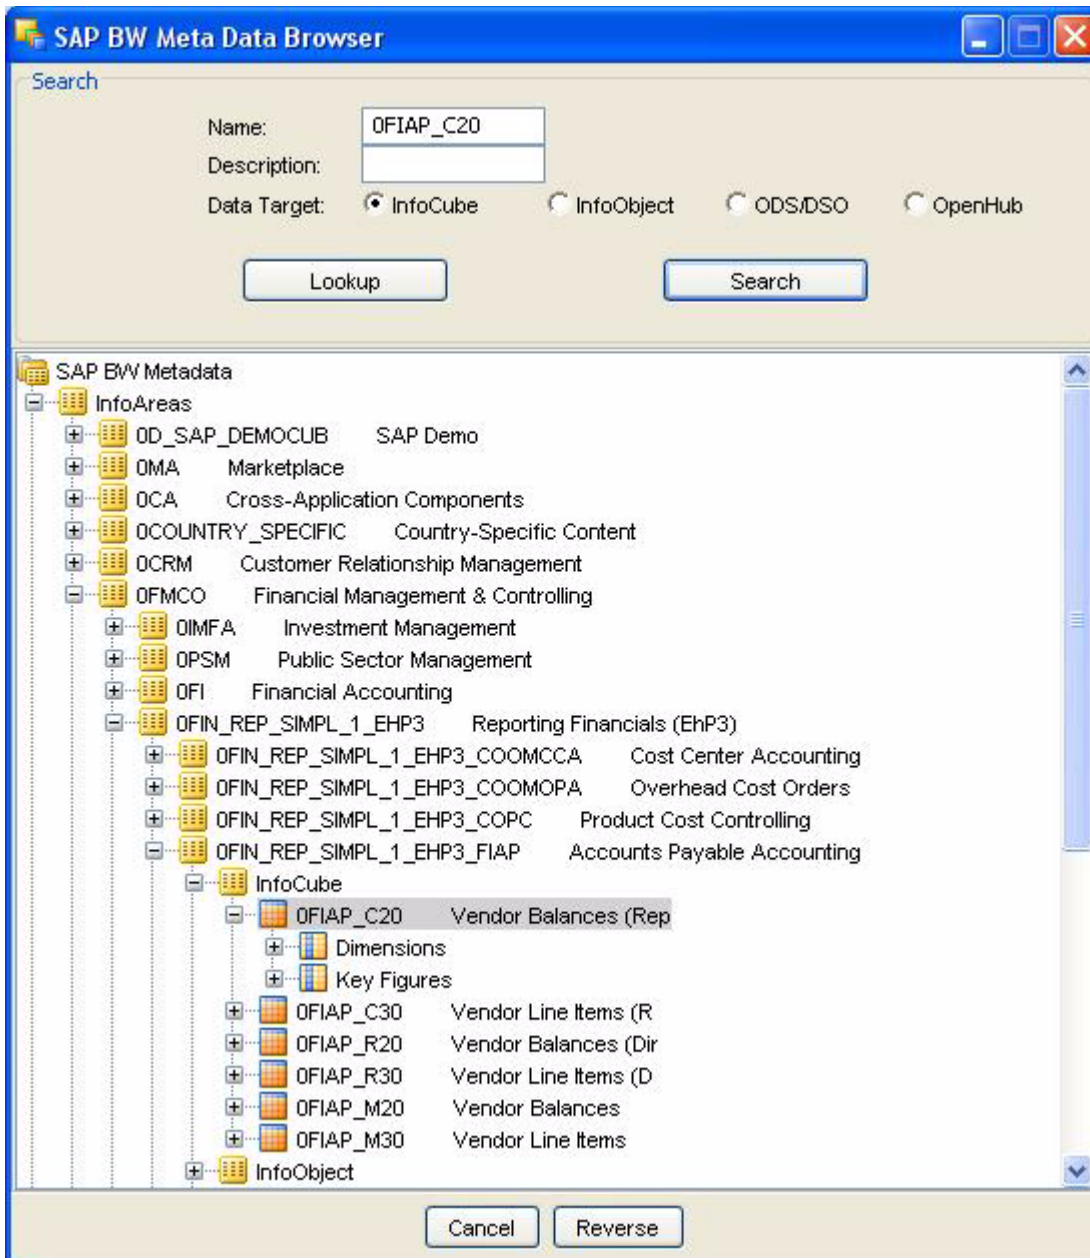 SAP BW Meta Data Browser
Search
Name: 0FIAP_C20
Description:
Data Target: InfoCube InfoObject ODS/DSO OpenHub
Lookup Search
SAP BW Metadata
InfoAreas
0D_SAP_DEMOCUB SAP Demo
0MA Marketplace
0CA Cross-Application Components
0COUNTRY_SPECIFIC Country-Specific Content
0CRM Customer Relationship Management
0FMCO Financial Management & Controlling
0IMFA Investment Management
0PSM Public Sector Management
0FI Financial Accounting
0FIN_REP_SIMPL_1_EHP3 Reporting Financials (EhP3)
0FIN_REP_SIMPL_1_EHP3_COOMCCA Cost Center Accounting
0FIN_REP_SIMPL_1_EHP3_COOMOPA Overhead Cost Orders
0FIN_REP_SIMPL_1_EHP3_COPC Product Cost Controlling
0FIN_REP_SIMPL_1_EHP3_FIAP Accounts Payable Accounting
InfoCube
0FIAP_C20 Vendor Balances (Rep
Dimensions
Key Figures
0FIAP_C30 Vendor Line Items (R
0FIAP_R20 Vendor Balances (Dir
0FIAP_R30 Vendor Line Items (D
0FIAP_M20 Vendor Balances
0FIAP_M30 Vendor Line Items
InfoObject
Cancel Reverse